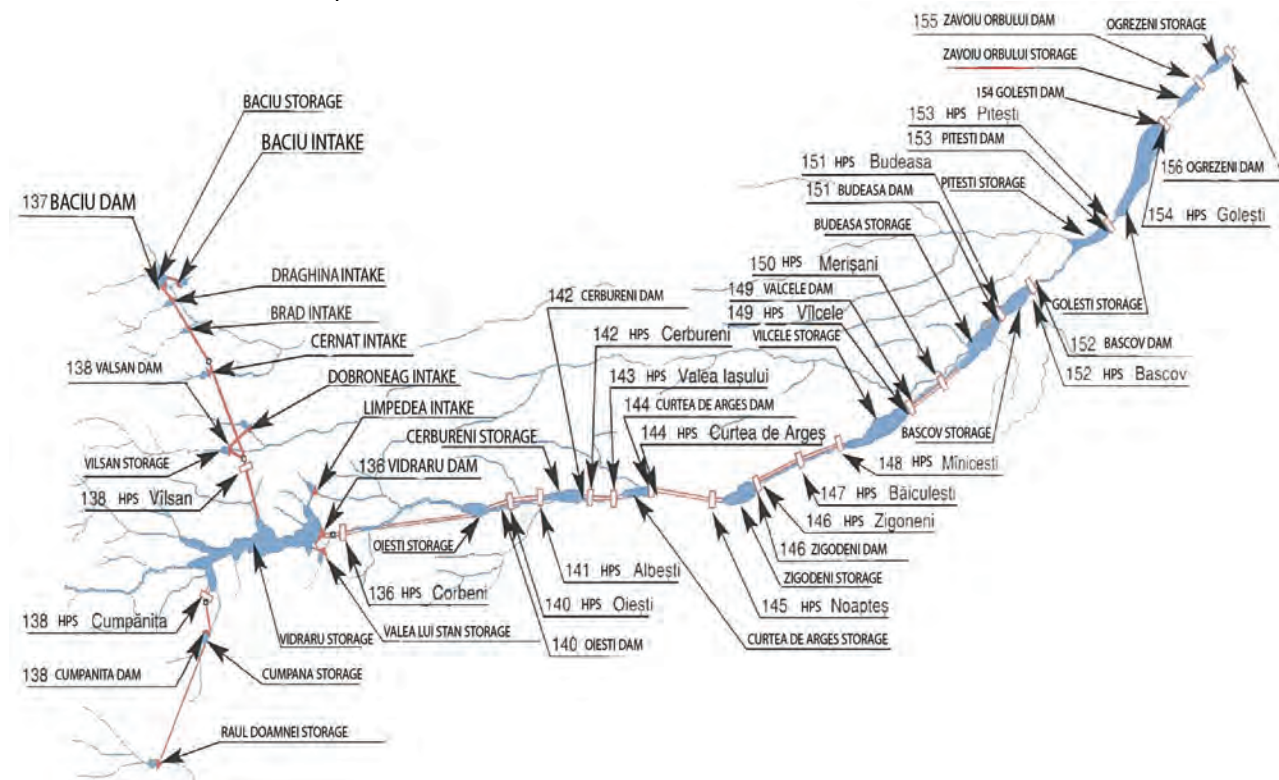 155 ZAVOIU ORBULUI DAM
OGREZENI STORAGE
ZAVOIU ORBULUI STORAGE
154 GOLESTI DAM
153 HPS Pitești
153 PITESTI DAM
151 HPS Budeasa
151 BUDEASA DAM
PITESTI STORAGE
156 OGREZENI DAM
154 HPS Golești
BUDEASA STORAGE
150 HPS Merișani
149 VALCELE DAM
149 HPS Vîlcele
VILCELE STORAGE
GOLESTI STORAGE
152 BASCOV DAM
152 HPS Bascov
BASCOV STORAGE
BACIU STORAGE
BACIU INTAKE
137 BACIU DAM
DRAGHINA INTAKE
BRAD INTAKE
CERNAT INTAKE
138 VALSAN DAM
DOBRONEAG INTAKE
LIMPEDEA INTAKE
142 CERBURENI DAM
142 HPS Cerbureni
143 HPS Valea Iașului
144 CURTEA DE ARGES DAM
144 HPS Curtea de Argeș
CERBURENI STORAGE
136 VIDRARU DAM
VILSAN STORAGE
138 HPS Vîlsan
148 HPS Mînicesti
147 HPS Băiculești
146 HPS Zigoneni
146 ZIGODENI DAM
ZIGODENI STORAGE
145 HPS Noapteș
OIESTI STORAGE
141 HPS Albești
140 HPS Oiești
140 OIESTI DAM
CURTEA DE ARGES STORAGE
136 HPS Corbeni
VALEA LUI STAN STORAGE
138 HPS Cumpănita
VIDRARU STORAGE
138 CUMPANITA DAM
CUMPANA STORAGE
RAUL DOAMNEI STORAGE